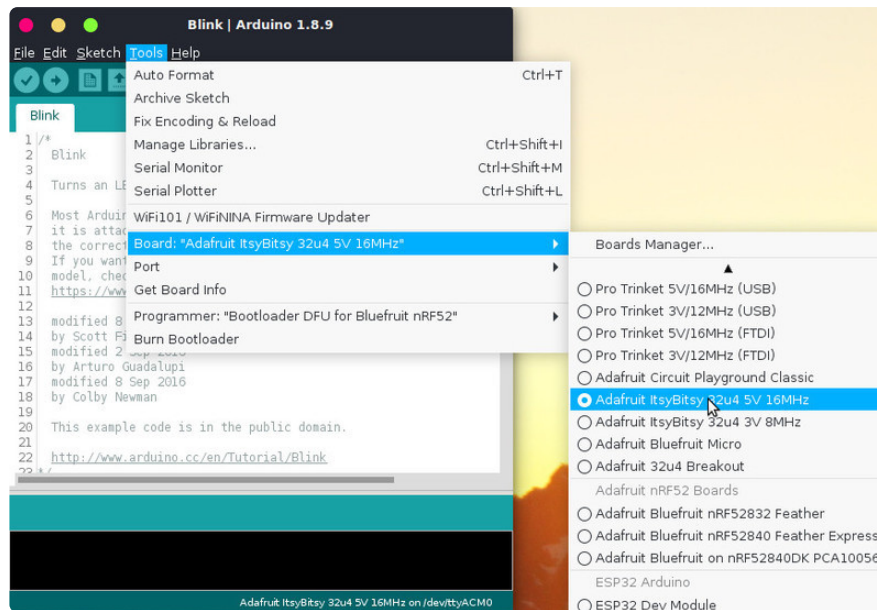 Blink | Arduino 1.8.9
File Edit Sketch Tools Help
Auto Format Ctrl+T
Archive Sketch
Fix Encoding & Reload
Manage Libraries... Ctrl+Shift+I
Serial Monitor Ctrl+Shift+M
Serial Plotter Ctrl+Shift+L
WiFi101 / WiFiNINA Firmware Updater
Board: "Adafruit ItsyBitsy 32u4 5V 16MHz"
Port
Get Board Info
Programmer: "Bootloader DFU for Bluefruit nRF52"
Burn Bootloader
Boards Manager...
Pro Trinket 5V/16MHz (USB)
Pro Trinket 3V/12MHz (USB)
Pro Trinket 5V/16MHz (FTDI)
Pro Trinket 3V/12MHz (FTDI)
Adafruit Circuit Playground Classic
Adafruit ItsyBitsy 32u4 5V 16MHz
Adafruit ItsyBitsy 32u4 3V 8MHz
Adafruit Bluefruit Micro
Adafruit 32u4 Breakout
Adafruit nRF52 Boards
Adafruit Bluefruit nRF52832 Feather
Adafruit Bluefruit nRF52840 Feather Express
Adafruit Bluefruit on nRF52840DK PCA10056
ESP32 Arduino
ESP32 Dev Module
Blink
1 /*
2 Blink
3
4 Turns an
5
6 Most
7 it is
8 the correct
9 If you
10 model,
11 https://
12
13 modified 8
14 by Scott
15 modified 2 Sep 2016
16 by Arturo Guadalupi
17 modified 8 Sep 2016
18 by Colby Newman
19
20 This example code is in the public domain.
21
22 http://www.arduino.cc/en/Tutorial/Blink
23 */
Adafruit ItsyBitsy 32u4 5V 16MHz on /dev/ttyACM0